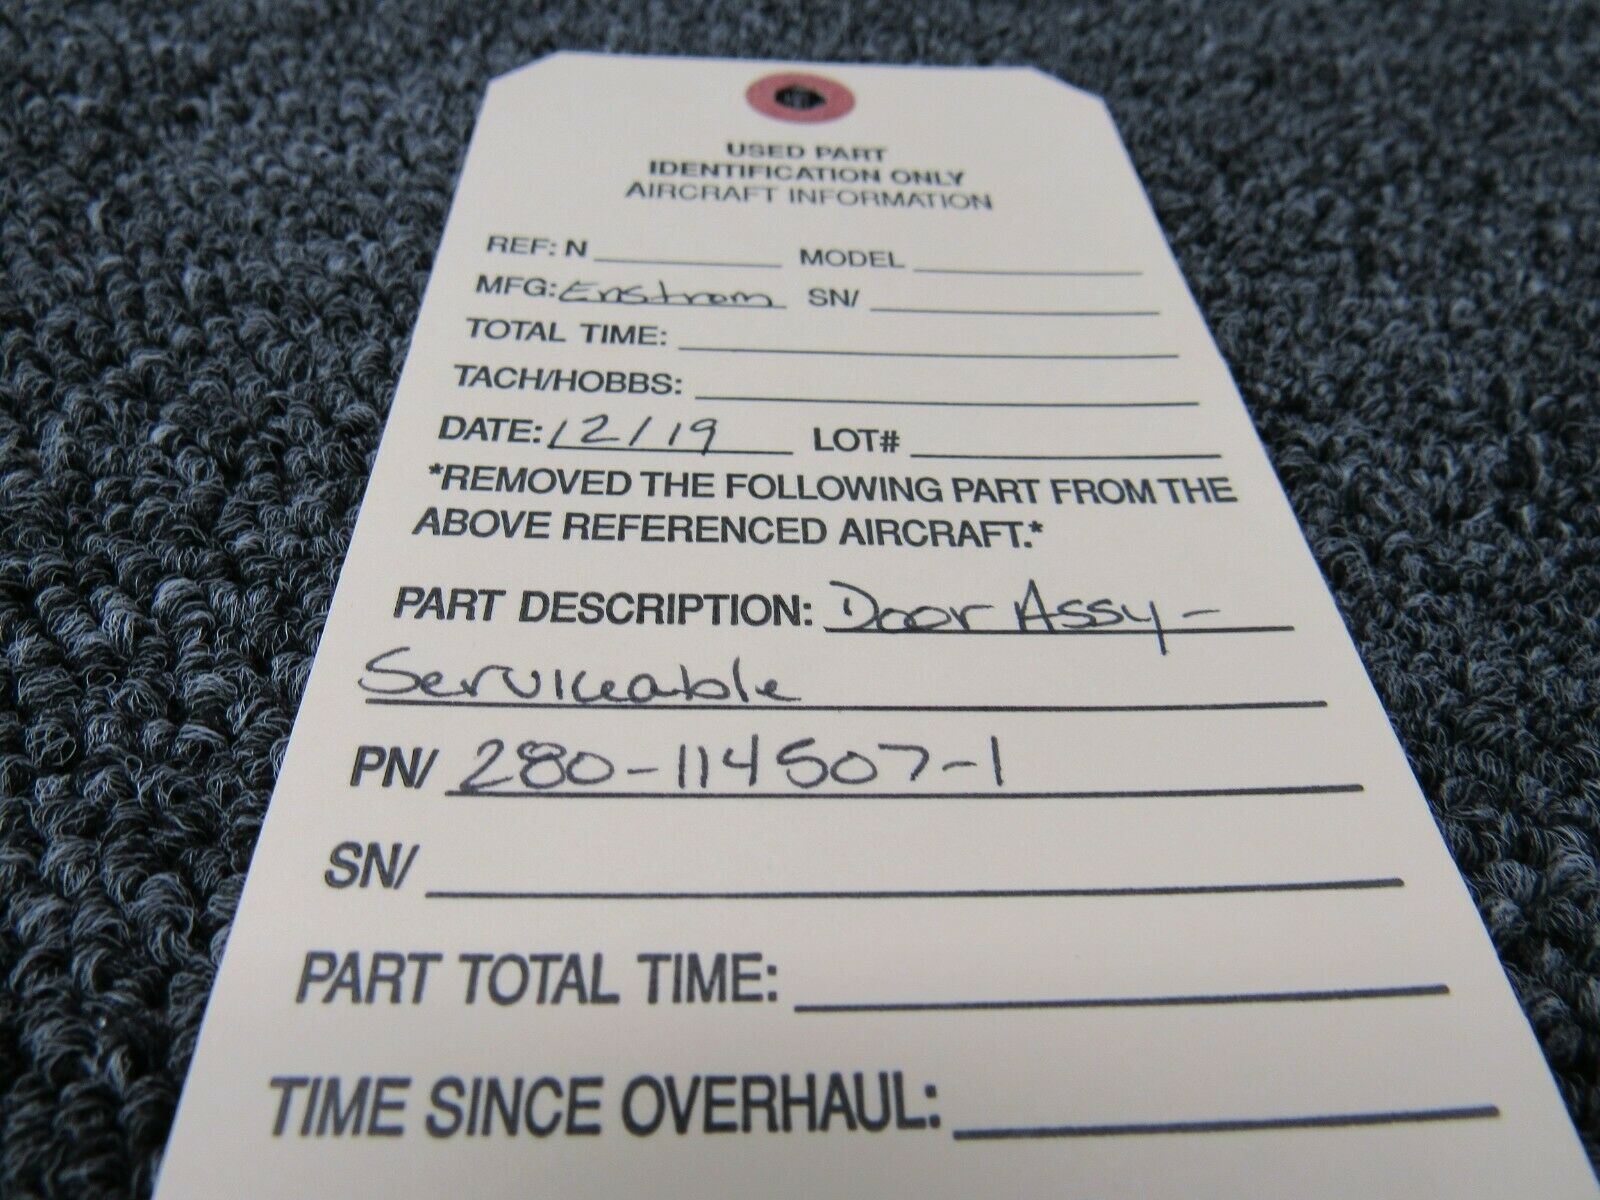 USED PART
IDENTIFICATION ONLY
AIRCRAFT INFORMATION
REF: N MODEL
MFG: Enstrom SN/
TOTAL TIME:
TACH/HOBBS:
DATE: 12/19 LOT#
*REMOVED THE FOLLOWING PART FROM THE
ABOVE REFERENCED AIRCRAFT.*
PART DESCRIPTION: Door Assy -
Serviceable
PN/ 280-114507-1
SN/
PART TOTAL TIME:
TIME SINCE OVERHAUL: